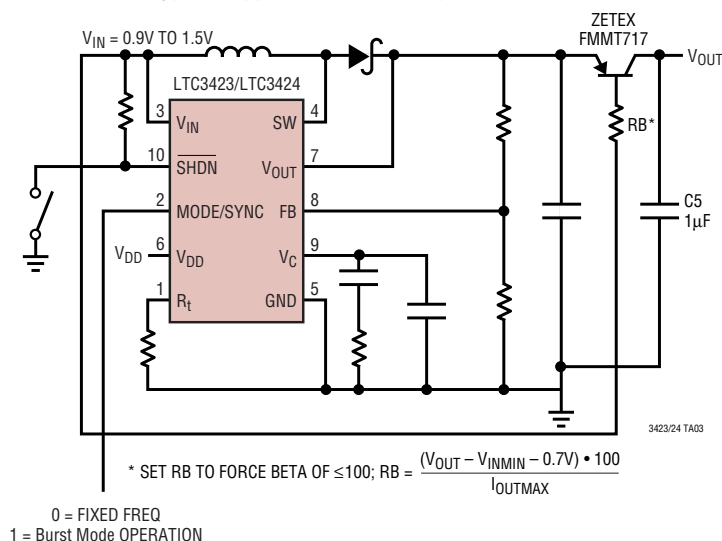 ZETEX
FMMT717
V_IN = 0.9V TO 1.5V
V_OUT
LTC3423/LTC3424
3
V_IN
SW
4
RB*
10
SHDN
V_OUT
7
2
MODE/SYNC
FB
8
C5
1µF
V_DD
6
V_DD
V_C
9
1
R_t
GND
5
3423/24 TA03
* SET RB TO FORCE BETA OF ≤100; RB = (V_OUT – V_INMIN – 0.7V) • 100
I_OUTMAX
0 = FIXED FREQ
1 = Burst Mode OPERATION